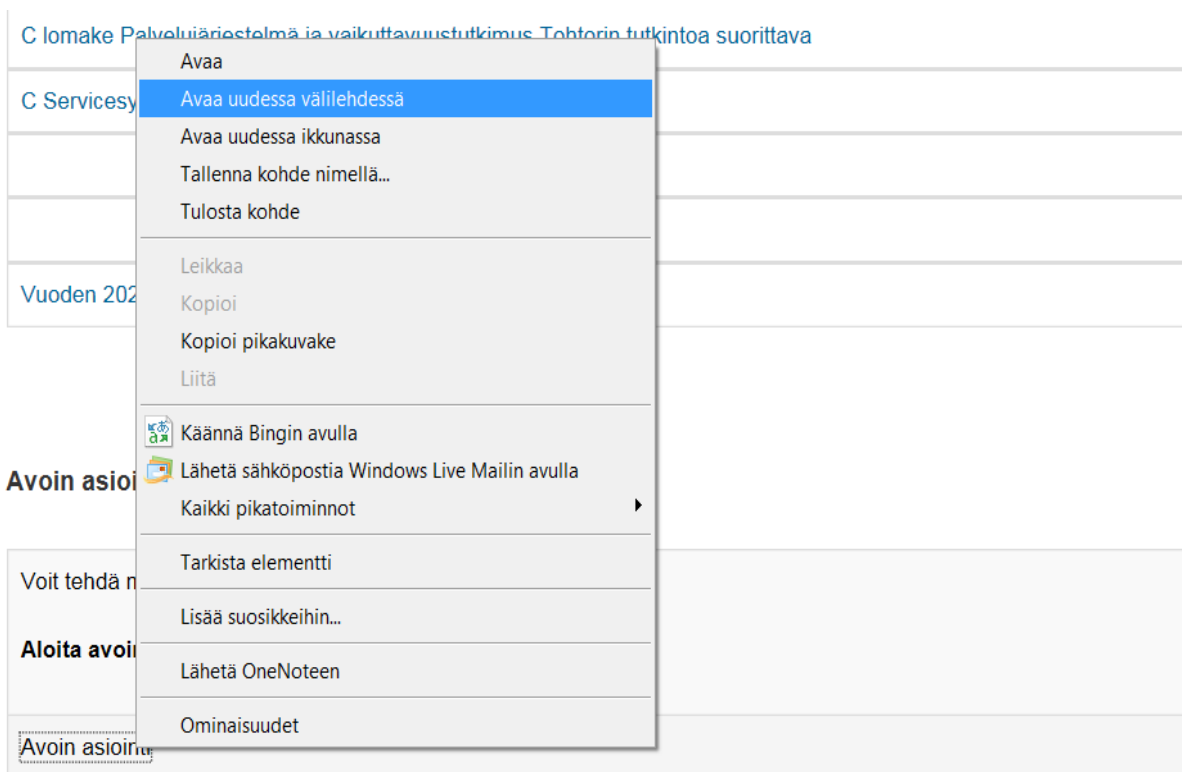 C lomake Palvelujärjestelmä ja vaikuttavuustutkimus Tohtorin tutkintoa suorittava
Avaa
C Servicesy
Avaa uudessa välilehdessä
Avaa uudessa ikkunassa
Tallenna kohde nimellä...
Tulosta kohde
Leikkaa
Vuoden 202
Kopioi
Kopioi pikakuvake
Liitä
Käännä Bingin avulla
Avoin asioi
Lähetä sähköpostia Windows Live Mailin avulla
Kaikki pikatoiminnot
Tarkista elementti
Voit tehdä
Lisää suosikkeihin...
Aloita avoi
Lähetä OneNoteen
Ominaisuudet
Avoin asiointi